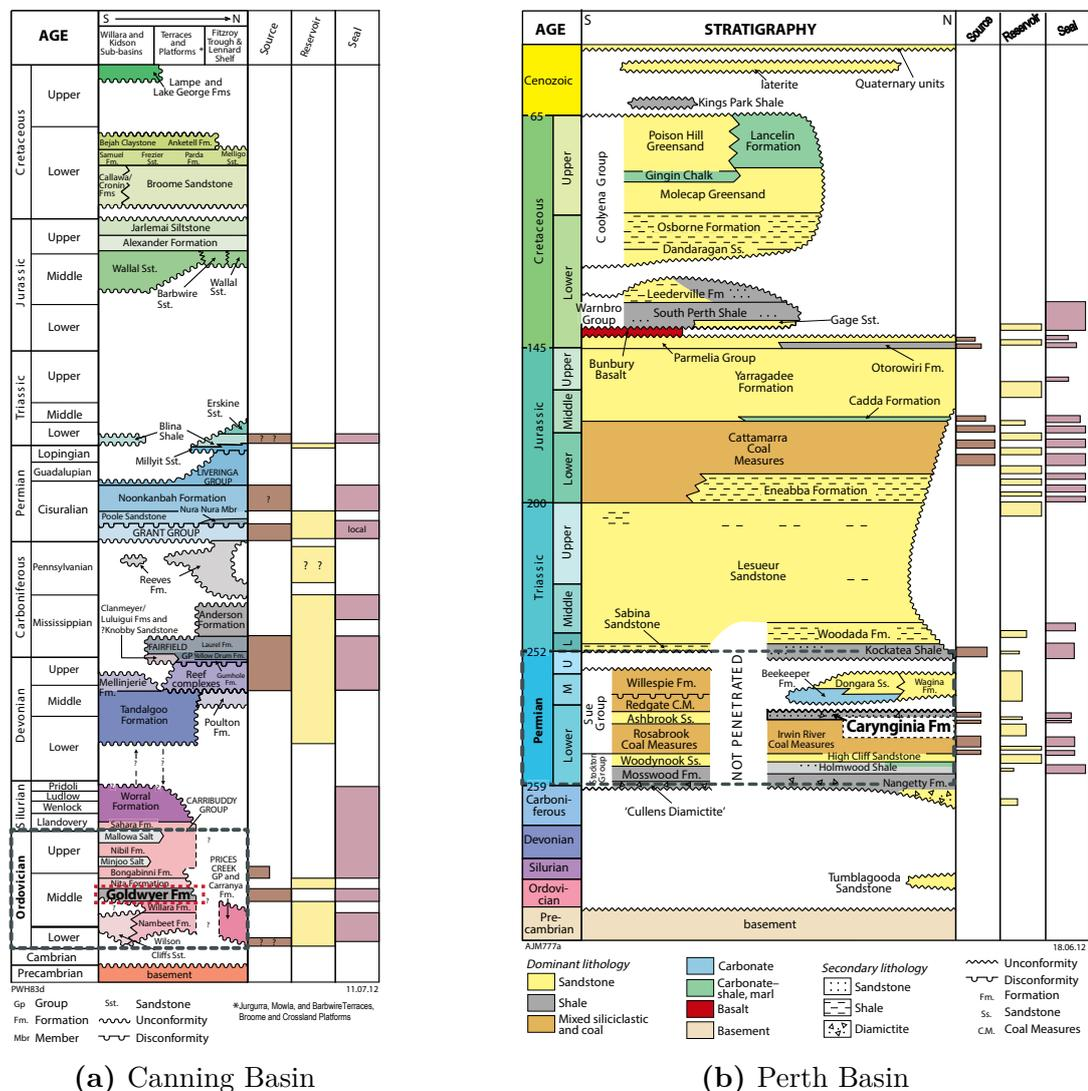 S
N
AGE
Willara and
Kidson
Sub-basins
Terraces
and
Platforms *
Fitzroy
Trough &
Lennard
Shelf
Source
Reservoir
Seal
Cretaceous
Upper
Lampe and
Lake George Fms
Lower
Bejah Claystone
Anketell Fm.
Samuel
Fm.
Frezier
Sst.
Parda
Fm.
Melligo
Sst.
Callawa/
Cronin
Fms
Broome Sandstone
Jurassic
Upper
Jarlemai Siltstone
Alexander Formation
Middle
Wallal Sst.
Barbwire
Sst.
Wallal
Sst.
Lower
Triassic
Upper
Middle
Lower
Erskine
Sst.
Blina
Shale
? ?
Permian
Lopingian
Millyit Sst.
Guadalupian
LIVERINGA
GROUP
Cisuralian
Noonkanbah Formation
?
Nura Nura Mbr
Poole Sandstone
GRANT GROUP
local
Carboniferous
Pennsylvanian
Reeves
Fm.
? ?
Mississippian
Clanmeyer/
Luluigui Fms and
?Knobby Sandstone
Anderson
Formation
FAIRFIELD
GP
Laurel Fm.
Yellow Drum Fm.
Devonian
Upper
Mellinjerie
Fm.
Reef
complexes
Gumhole
Fm.
Middle
Tandalgoo
Formation
Poulton
Fm.
Lower
? ?
Silurian
Pridoli
Ludlow
Wenlock
Llandovery
Worral
Formation
CARRIBUDDY
GROUP
Sahara Fm.
Ordovician
Upper
Mallowa Salt
?
Nibil Fm.
Minjoo Salt
Bongabinni Fm.
PRICES
CREEK
GP and
Carranya
Fm.
Middle
Nita Formation
Goldwyer Fm
?
Willara Fm.
?
Nambeet Fm.
Lower
Wilson
Cliffs Sst.
? ?
Cambrian
Precambrian
basement
PWH83d
11.07.12
Gp Group
Sst. Sandstone
Fm. Formation
Unconformity
Mbr Member
Disconformity
*Jurgurra, Mowla, and Barbwire Terraces,
Broome and Crossland Platforms
(a) Canning Basin
AGE
S
STRATIGRAPHY
N
Source
Reservoir
Seal
Cenozoic
laterite
Quaternary units
Kings Park Shale
65
Cretaceous
Upper
Coolyena Group
Poison Hill
Greensand
Lancelin
Formation
Gingin Chalk
Molecap Greensand
Osborne Formation
Dandaragan Ss.
Lower
Leederville Fm
Warnbro
Group
South Perth Shale
Gage Sst.
145
Bunbury
Basalt
Parmelia Group
Otorowiri Fm.
Jurassic
Upper
Yarragadee
Formation
Middle
Cadda Formation
Lower
Cattamarra
Coal
Measures
Eneabba Formation
200
Triassic
Upper
Lesueur
Sandstone
Middle
Sabina
Sandstone
Woodada Fm.
L
Kockatea Shale
252
Permian
U
M
Lower
Sue
Group
Willespie Fm.
Redgate C.M.
Ashbrook Ss.
Rosabrook
Coal Measures
Woodynook Ss.
Stockton
Group
Mosswood Fm.
NOT PENETRATED
Beekeeper
Fm.
Dongara Ss.
Wagina
Fm.
Carynginia Fm
Irwin River
Coal Measures
High Cliff Sandstone
Holmwood Shale
Nangetty Fm.
259
Carboni-
ferous
'Cullens Diamictite'
Devonian
Silurian
Ordovi-
cian
Tumblagooda
Sandstone
Pre-
cambrian
basement
AJM777a
18.06.12
Dominant lithology
Sandstone
Shale
Mixed siliciclastic
and coal
Carbonate
Carbonate–
shale, marl
Basalt
Basement
Secondary lithology
Sandstone
Shale
Diamictite
Unconformity
Disconformity
Fm. Formation
Ss. Sandstone
C.M. Coal Measures
(b) Perth Basin